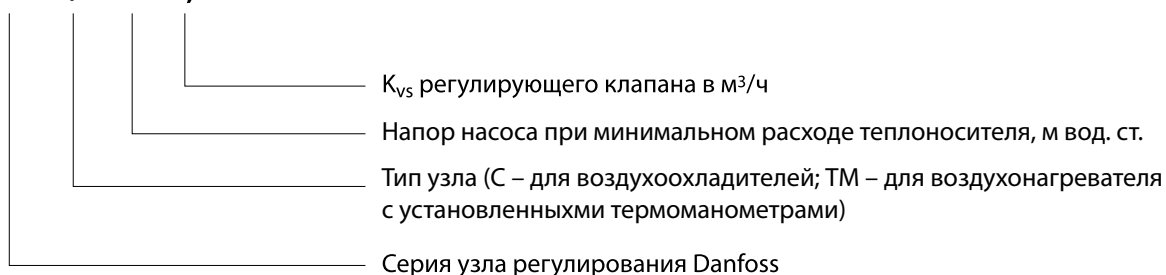 K_vs регулирующего клапана в м³/ч
Напор насоса при минимальном расходе теплоносителя, м вод. ст.
Тип узла (С – для воздухоохладителей; ТМ – для воздухонагревателя
с установленныхми термоманометрами)
Серия узла регулирования Danfoss